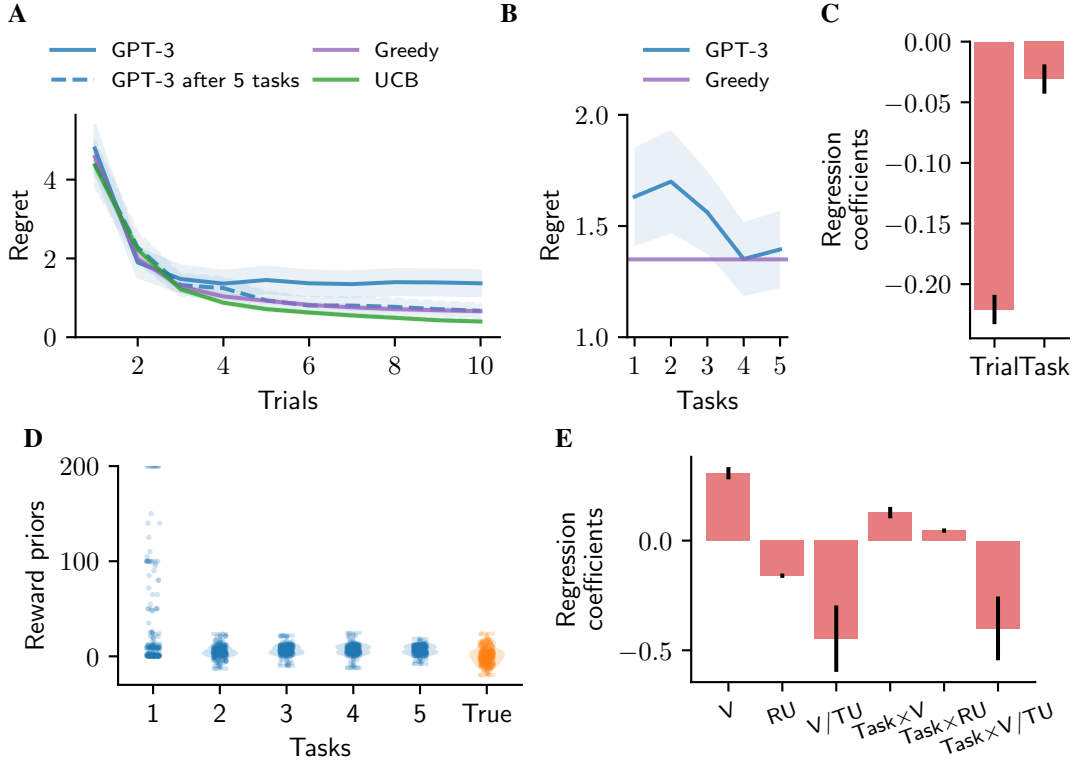 A
GPT-3
GPT-3 after 5 tasks
Greedy
UCB
4
2
0
Regret
2
4
6
8
10
Trials
B
GPT-3
Greedy
2.0
1.5
1.0
Regret
1
2
3
4
5
Tasks
C
0.00
−0.05
−0.10
−0.15
−0.20
Regression
coefficients
Trial
Task
D
200
100
0
Reward priors
1
2
3
4
5
True
Tasks
E
0.0
−0.5
Regression
coefficients
V
RU
V/TU
Task×V
Task×RU
Task×V/TU